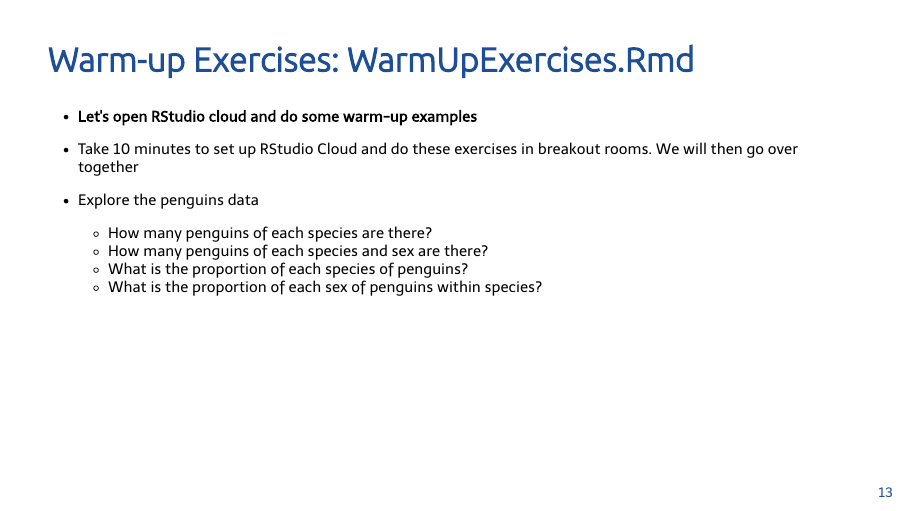 Warm-up Exercises: WarmUpExercises.Rmd
• Let's open RStudio cloud and do some warm-up examples
• Take 10 minutes to set up RStudio Cloud and do these exercises in breakout rooms. We will then go over
together
• Explore the penguins data
◦ How many penguins of each species are there?
◦ How many penguins of each species and sex are there?
◦ What is the proportion of each species of penguins?
◦ What is the proportion of each sex of penguins within species?
13